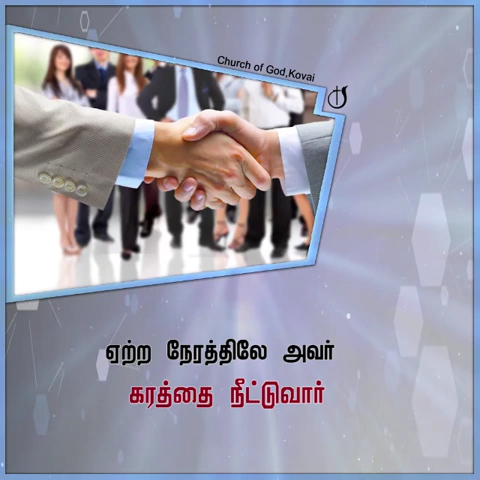 Church of God,Kovai
ஏற்ற நேரத்திலே அவர்
கரத்தை நீட்டுவார்